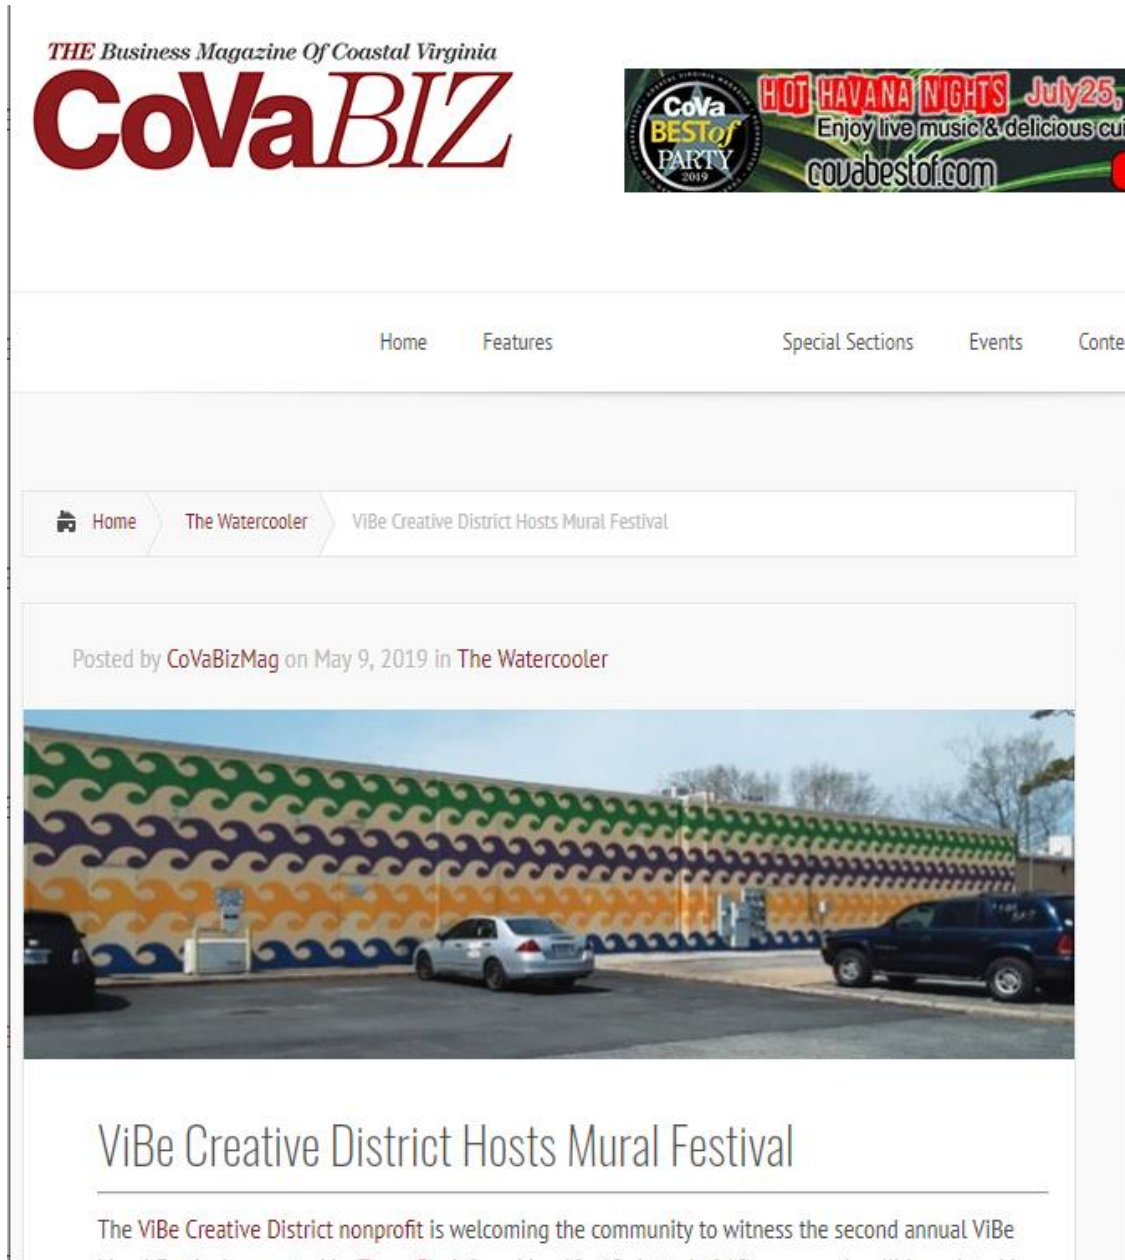 THE Business Magazine Of Coastal Virginia
CoVaBIZ
CoVa
BEST of
PARTY
2019
HOT HAVANA NIGHTS July25,
Enjoy live music & delicious cui
covabestof.com
Home Features Special Sections Events Conte
Home The Watercooler ViBe Creative District Hosts Mural Festival
Posted by CoVaBizMag on May 9, 2019 in The Watercooler
ViBe Creative District Hosts Mural Festival
The ViBe Creative District nonprofit is welcoming the community to witness the second annual ViBe